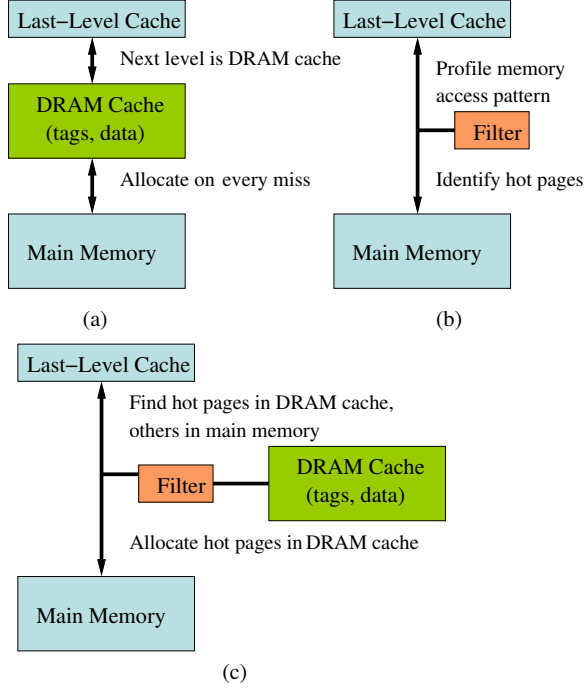 Last−Level Cache
Next level is DRAM cache
DRAM Cache
(tags, data)
Allocate on every miss
Main Memory
(a)
Last−Level Cache
Profile memory
access pattern
Filter
Identify hot pages
Main Memory
(b)
Last−Level Cache
Find hot pages in DRAM cache,
others in main memory
DRAM Cache
(tags, data)
Filter
Allocate hot pages in DRAM cache
Main Memory
(c)